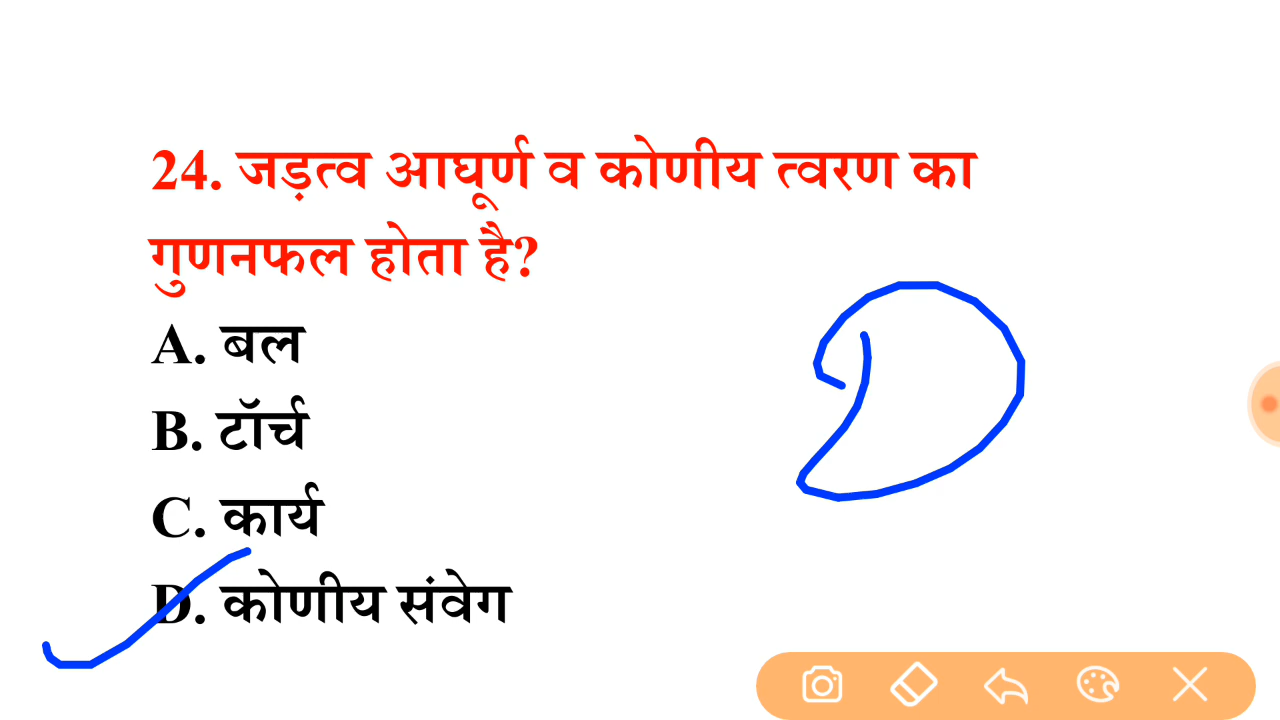 24. जड़त्व आघूर्ण व कोणीय त्वरण का
गुणनफल होता है?
A. बल
B. टॉर्च
C. कार्य
D. कोणीय संवेग
D